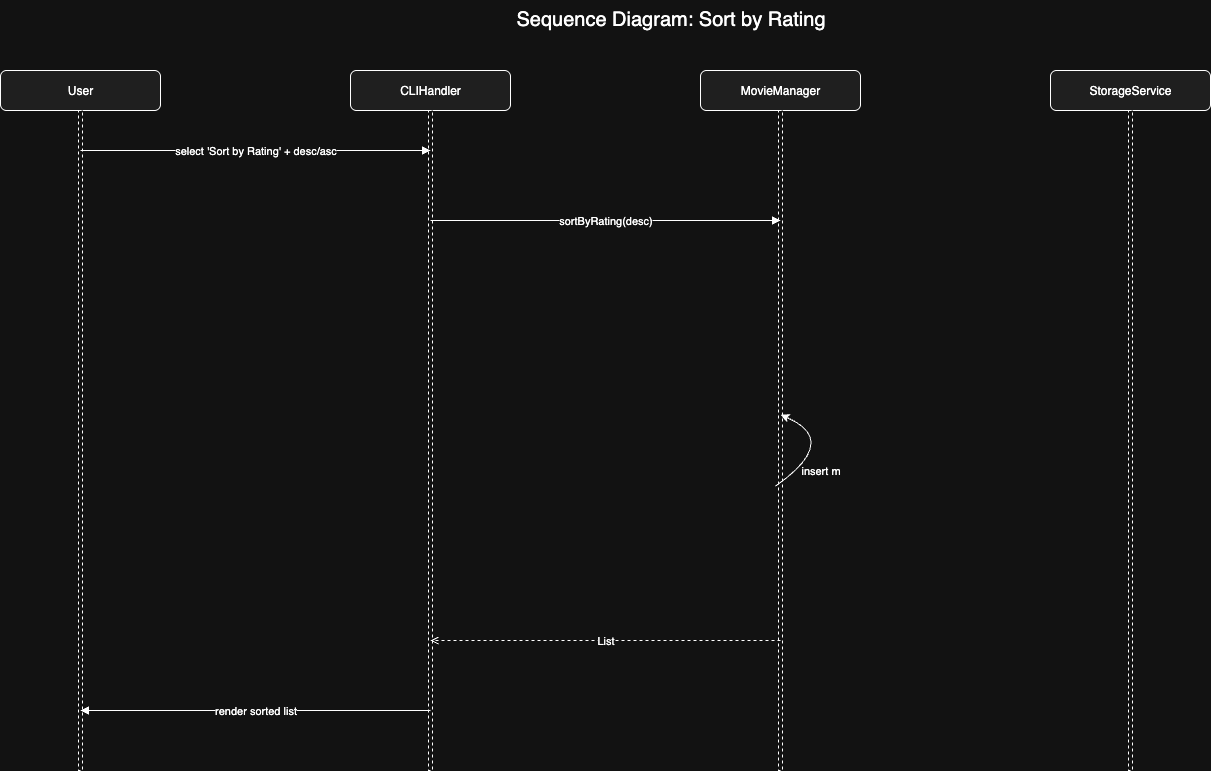 Sequence Diagram: Sort by Rating
User
CLIHandler
MovieManager
StorageService
select 'Sort by Rating' + desc/asc
sortByRating(desc)
insert m
List
render sorted list